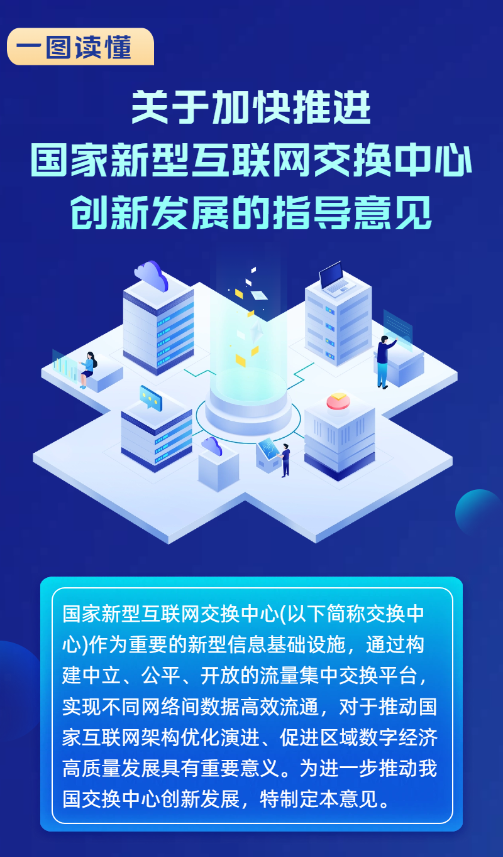 一图读懂
关于加快推进
国家新型互联网交换中心
创新发展的指导意见
国家新型互联网交换中心(以下简称交换中
心)作为重要的新型信息基础设施，通过构
建中立、公平、开放的流量集中交换平台，
实现不同网络间数据高效流通，对于推动国
家互联网架构优化演进、促进区域数字经济
高质量发展具有重要意义。为进一步推动我
国交换中心创新发展，特制定本意见。